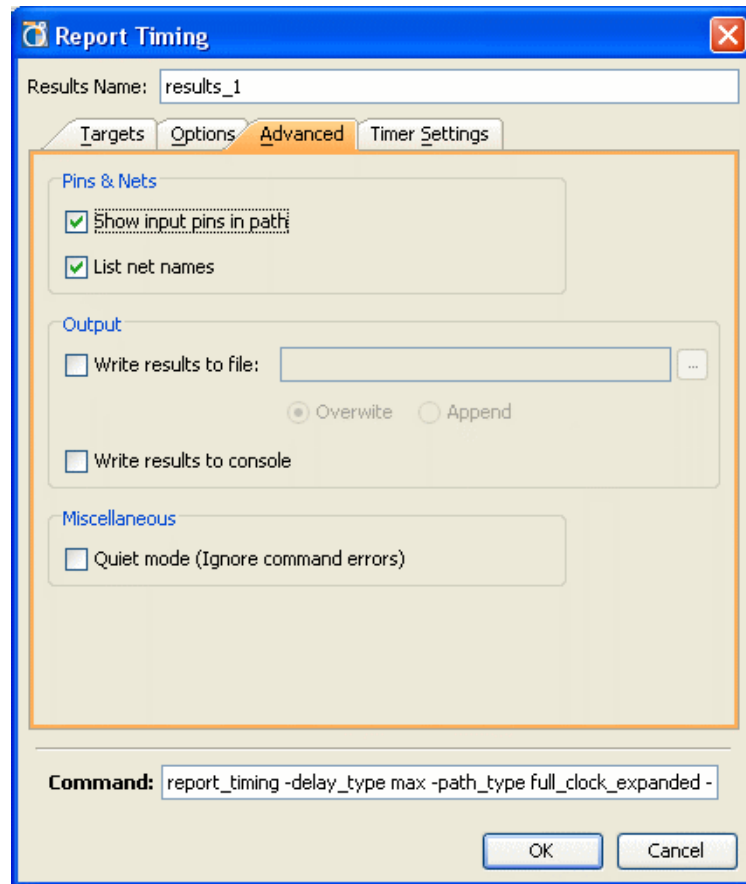 Report Timing
Results Name: results_1
Targets Options Advanced Timer Settings
Pins & Nets
Show input pins in path
List net names
Output
Write results to file: ...
Overwite Append
Write results to console
Miscellaneous
Quiet mode (Ignore command errors)
Command: report_timing -delay_type max -path_type full_clock_expanded -
OK Cancel